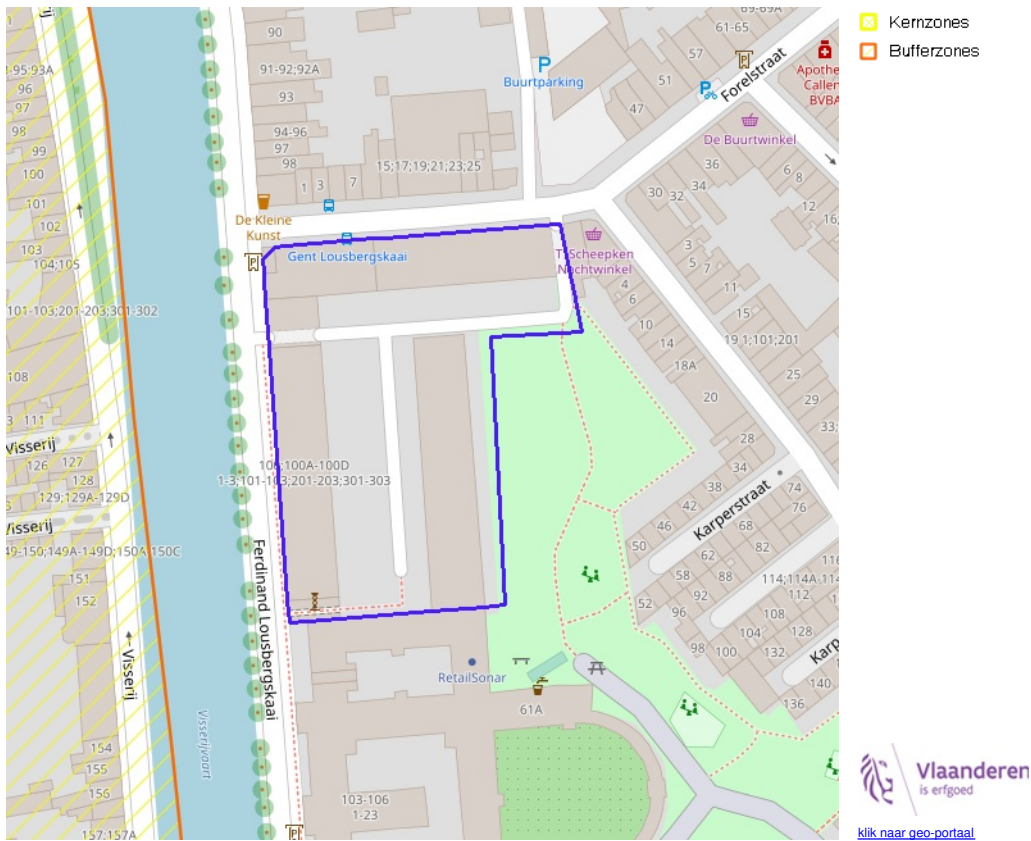 90
91-92;92A
93
94-96
97
98
1
3
7
15;17;19;21;23;25
Buurtparking
69-69A
61-65
57
51
47
Forelstraat
Apothe
Callen
BVBA
De Buurtwinkel
36
34
32
30
6
8
12
16;
3
5
7
11
15
19 1;101;201
25
29
33;
-95;93A
96
97
98
99
100
101
102
103
104;105
101-103;201-203;301-302
108
3
111
Visserij
126
127
128
129;129A-129D
Visserij
49-150;149A-149D;150A-150C
151
152
Visserij
154
155
156
157;157A
Visserijvaart
De Kleine
Kunst
Gent Lousbergskaai
T'Scheepken
Nachtwinkel
4
6
10
14
18A
20
28
34
38
42
46
50
Karperstraat
74
76
68
62
82
58
88
92
52
96
98
100
104
108
112
114;114A-114
116
128
132
140
136
Karp
100;100A-100D
1-3;101-103;201-203;301-303
Ferdinand Lousbergskaai
RetailSonar
61A
103-106
1-23
Kernzones
Bufferzones
Vlaanderen
is erfgoed
klik naar geo-portaal